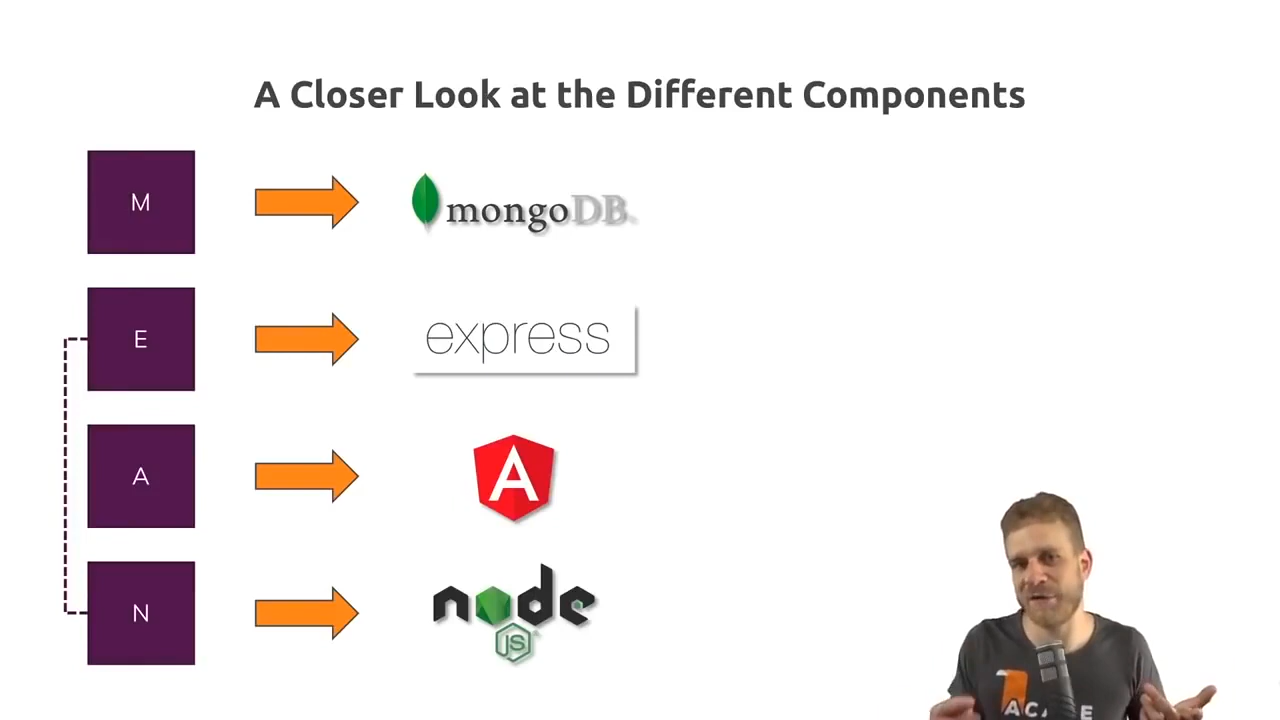 A Closer Look at the Different Components
M
mongoDB
E
express
A
A
N
node
JS